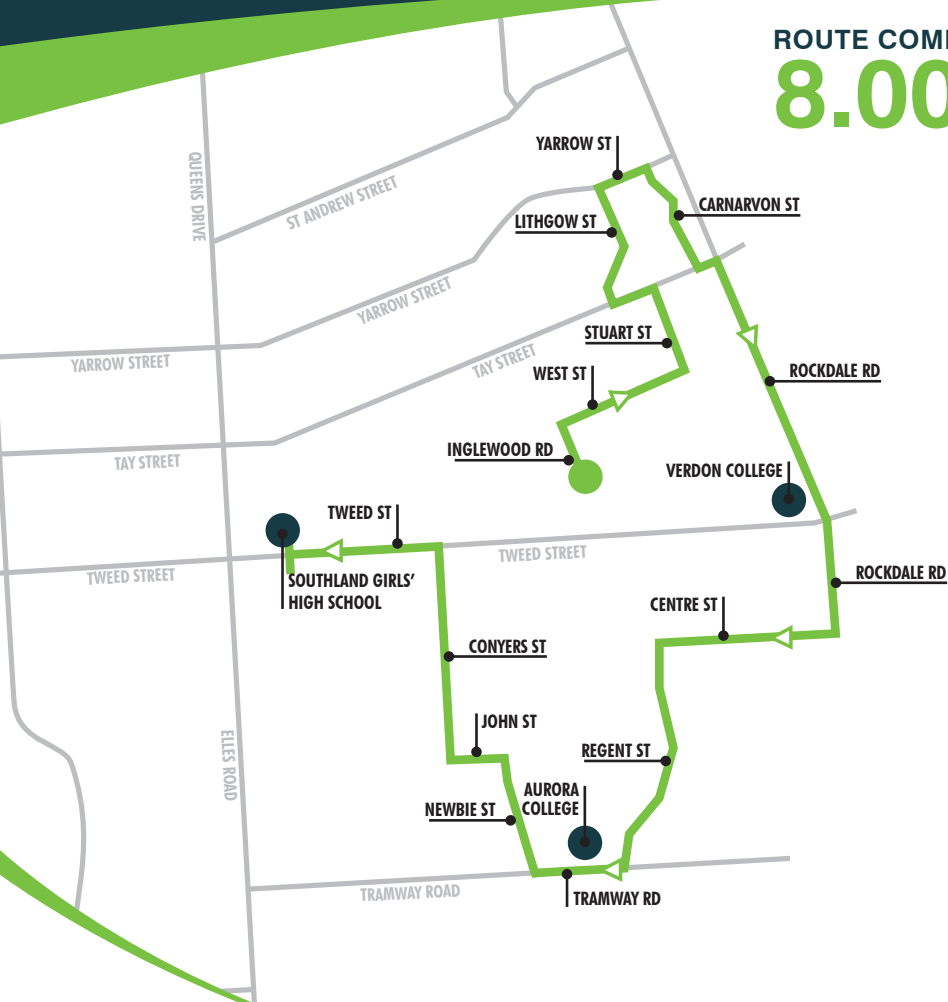 ROUTE COM
8.00
YARROW ST
CARNARVON ST
QUEENS DRIVE
ST ANDREW STREET
LITHGOW ST
YARROW STREET
STUART ST
YARROW STREET
TAY STREET
WEST ST
ROCKDALE RD
INGLEWOOD RD
TAY STREET
VERDON COLLEGE
TWEED ST
TWEED STREET
TWEED STREET
SOUTHLAND GIRLS’
HIGH SCHOOL
ROCKDALE RD
CENTRE ST
CONYERS ST
JOHN ST
REGENT ST
ELLES ROAD
AURORA
COLLEGE
NEWBIE ST
TRAMWAY ROAD
TRAMWAY RD